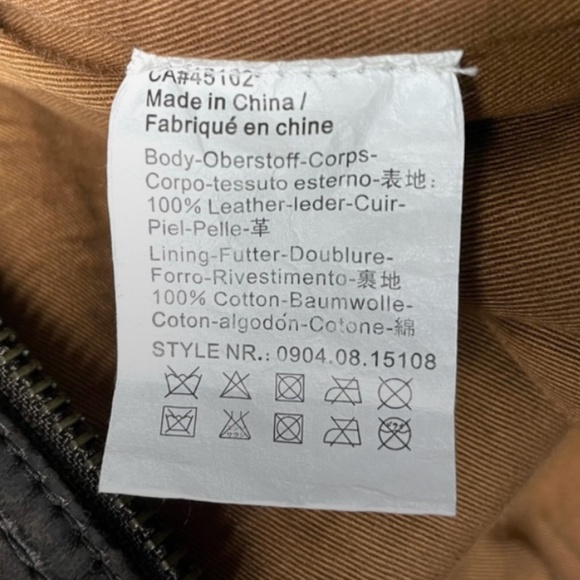 CA#45102
Made in China /
Fabriqué en chine
Body-Oberstoff-Corps-
Corpo-tessuto esterno-表地:
100% Leather-leder-Cuir-
Piel-Pelle-革
Lining-Futter-Doublure-
Forro-Rivestimento-裏地
100% Cotton-Baumwolle-
Coton-algodón-Cotone-綿
STYLE NR.: 0904.08.15108